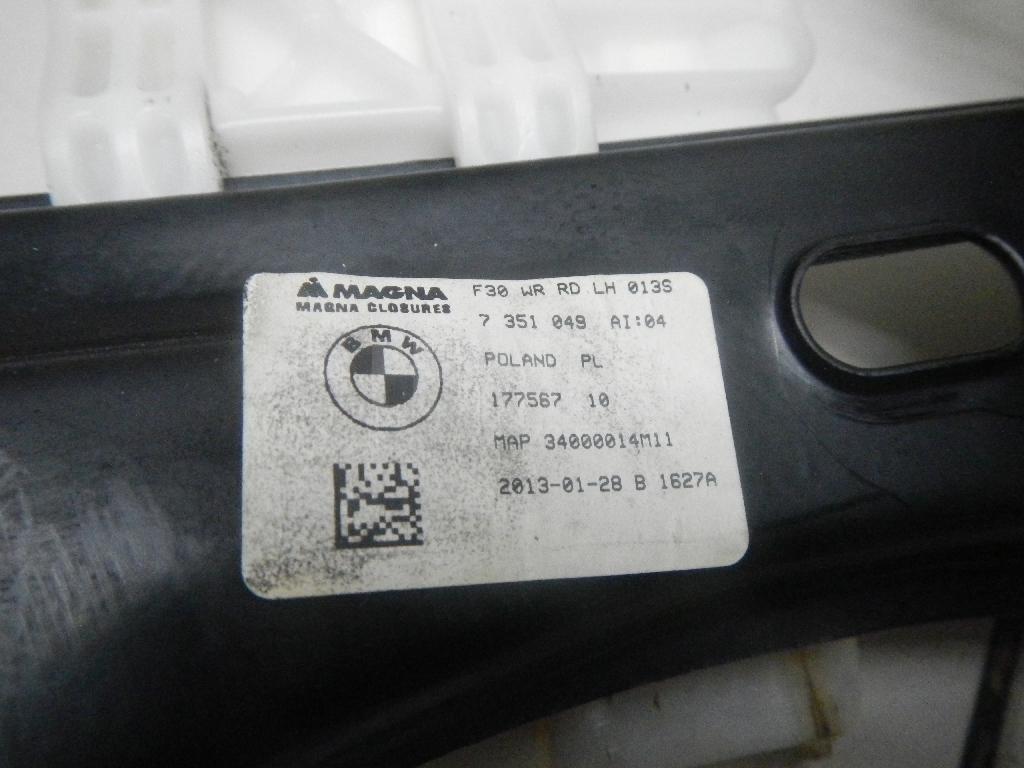 MAGNA
MAGNA CLOSURES
BMW
F30 WR RD LH 013S
7 351 049 AI:04
POLAND PL
177567 10
MAP 34000014M11
2013-01-28 B 1627A